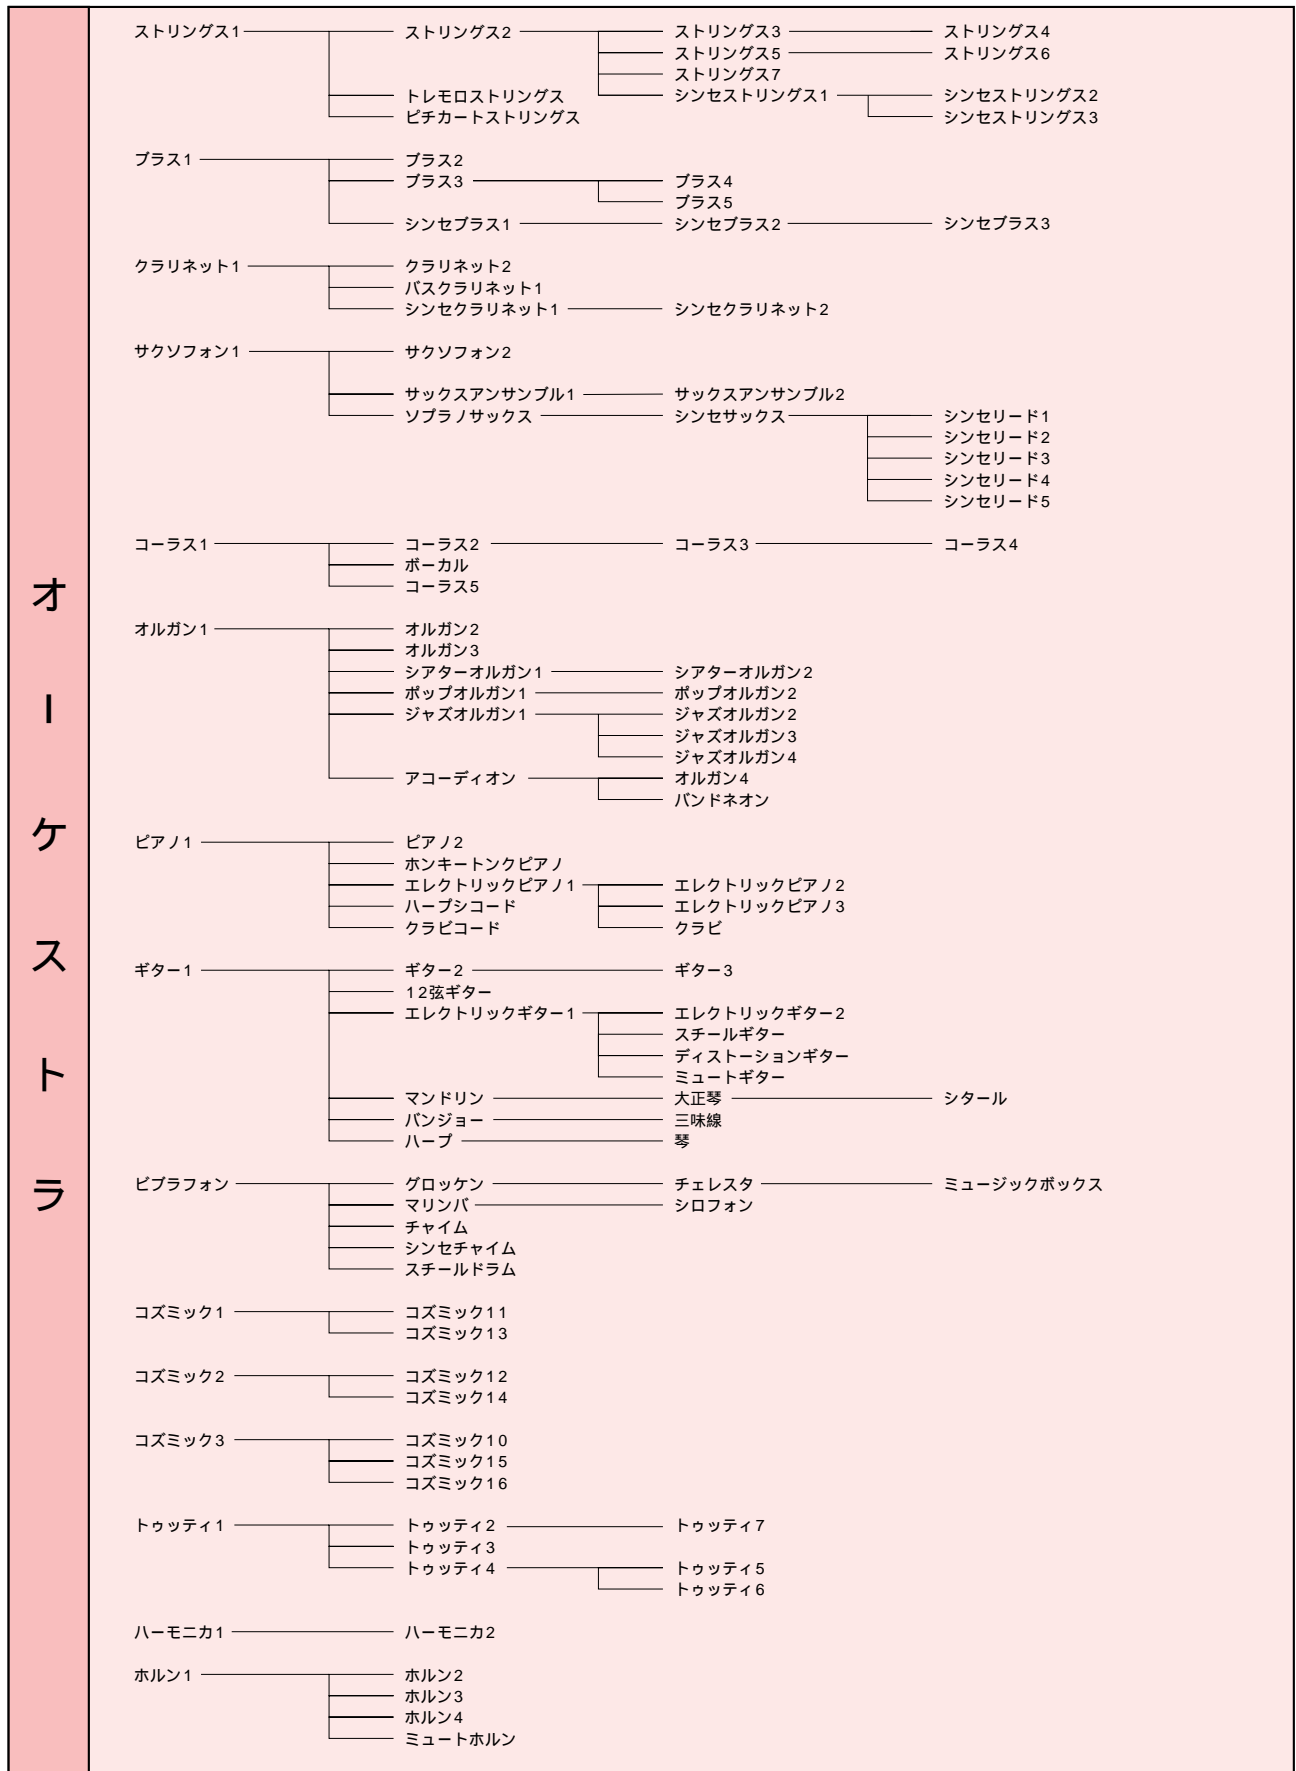 オーケストラ
ストリングス1 ストリングス2 ストリングス3 ストリングス4
ストリングス5 ストリングス6
ストリングス7
トレモロストリングス シンセストリングス1 シンセストリングス2
ピチカートストリングス シンセストリングス3
ブラス1 ブラス2
ブラス3 ブラス4
ブラス5
シンセブラス1 シンセブラス2 シンセブラス3
クラリネット1 クラリネット2
バスクラリネット1
シンセクラリネット1 シンセクラリネット2
サクソフォン1 サクソフォン2
サックスアンサンブル1 サックスアンサンブル2
ソプラノサックス シンセサックス シンセリード1
シンセリード2
シンセリード3
シンセリード4
シンセリード5
コーラス1 コーラス2 コーラス3 コーラス4
ボーカル
コーラス5
オルガン1 オルガン2
オルガン3
シアターオルガン1 シアターオルガン2
ポップオルガン1 ポップオルガン2
ジャズオルガン1 ジャズオルガン2
ジャズオルガン3
ジャズオルガン4
アコーディオン オルガン4
バンドネオン
ピアノ1 ピアノ2
ホンキートンクピアノ
エレクトリックピアノ1 エレクトリックピアノ2
ハープシコード エレクトリックピアノ3
クラビコード クラビ
ギター1 ギター2 ギター3
12弦ギター
エレクトリックギター1 エレクトリックギター2
スチールギター
ディストーションギター
ミュートギター
マンドリン 大正琴 シタール
バンジョー 三味線
ハープ 琴
ビブラフォン グロッケン チェレスタ ミュージックボックス
マリンバ シロフォン
チャイム
シンセチャイム
スチールドラム
コズミック1 コズミック11
コズミック13
コズミック2 コズミック12
コズミック14
コズミック3 コズミック10
コズミック15
コズミック16
トゥッティ1 トゥッティ2 トゥッティ7
トゥッティ3
トゥッティ4 トゥッティ5
トゥッティ6
ハーモニカ1 ハーモニカ2
ホルン1 ホルン2
ホルン3
ホルン4
ミュートホルン